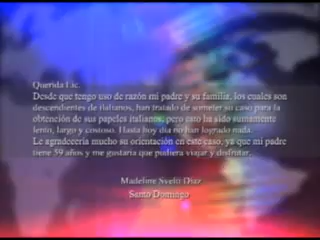 Querida Lic.
Desde que tengo uso de razón mi padre y su familia, los cuales son
descendientes de italianos, han tratado de someter su caso para la
obtención de sus papeles italianos, pero esto ha sido sumamente
lento, largo y costoso. Hasta hoy día no han logrado nada.
Le agradecería mucho su orientación en este caso, ya que mi padre
tiene 59 años y me gustaría que pudiera viajar y disfrutar.
Madeline Svelti Díaz
Santo Domingo